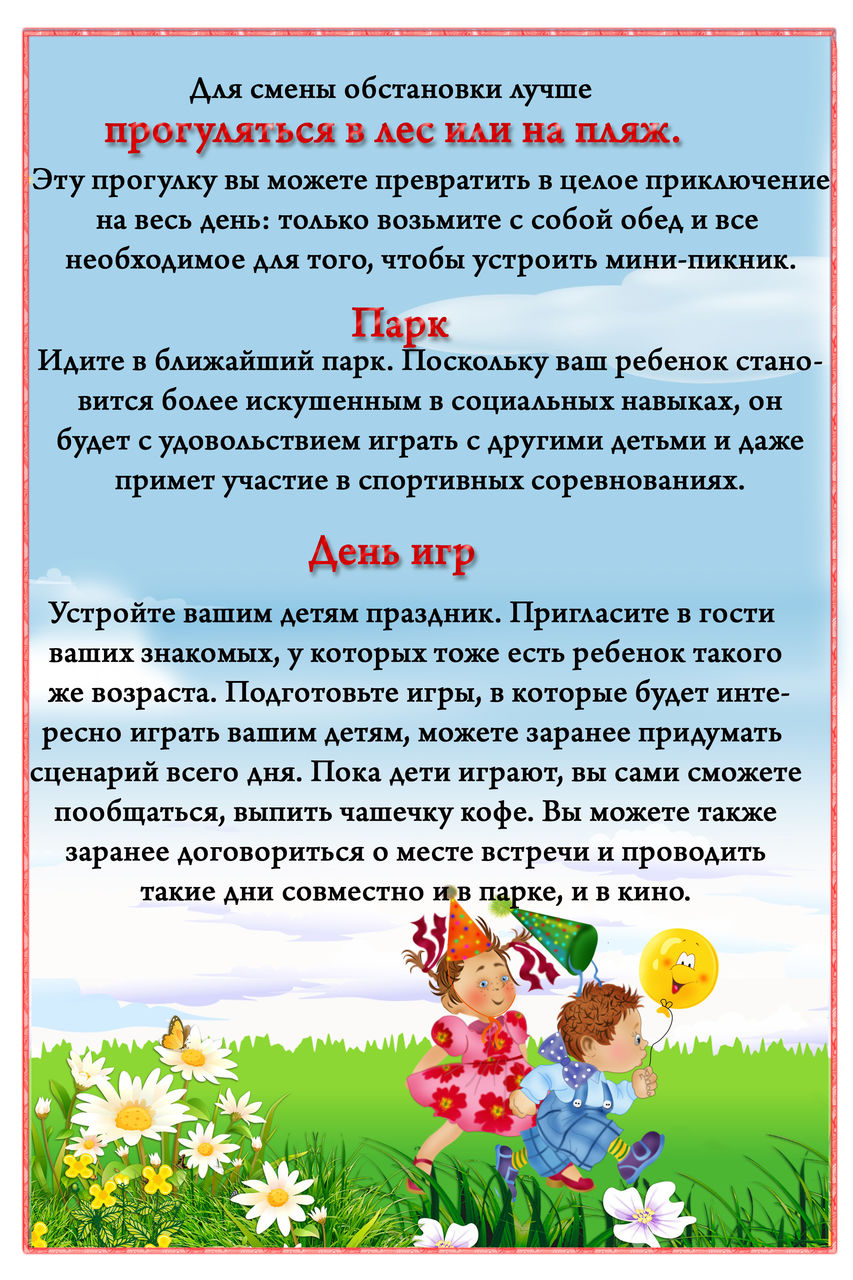 Для смены обстановки лучше
прогуляться в лес или на пляж.
Эту прогулку вы можете превратить в целое приключение
на весь день: только возьмите с собой обед и все
необходимое для того, чтобы устроить мини-пикник.
Парк
Идите в ближайший парк. Поскольку ваш ребенок стано-
вится более искушенным в социальных навыках, он
будет с удовольствием играть с другими детьми и даже
примет участие в спортивных соревнованиях.
День игр
Устройте вашим детям праздник. Пригласите в гости
ваших знакомых, у которых тоже есть ребенок такого
же возраста. Подготовьте игры, в которые будет инте-
ресно играть вашим детям, можете заранее придумать
сценарий всего дня. Пока дети играют, вы сами сможете
пообщаться, выпить чашечку кофе. Вы можете также
заранее договориться о месте встречи и проводить
такие дни совместно и в парке, и в кино.